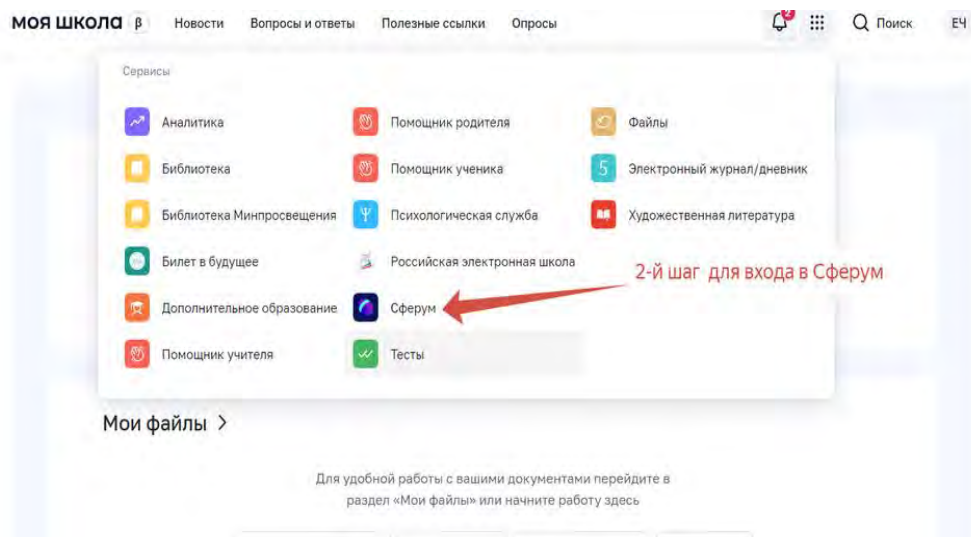 МОЯ ШКОЛА β Новости Вопросы и ответы Полезные ссылки Опросы 2 Поиск ЕЧ
Сервисы
Аналитика Помощник родителя Файлы
Библиотека Помощник ученика 5 Электронный журнал/дневник
Библиотека Минпросвещения Ψ Психологическая служба Художественная литература
Билет в будущее Российская электронная школа
2-й шаг для входа в Сферум
Дополнительное образование Сферум
Помощник учителя Тесты
Мои файлы >
Для удобной работы с вашими документами перейдите в
раздел «Мои файлы» или начните работу здесь